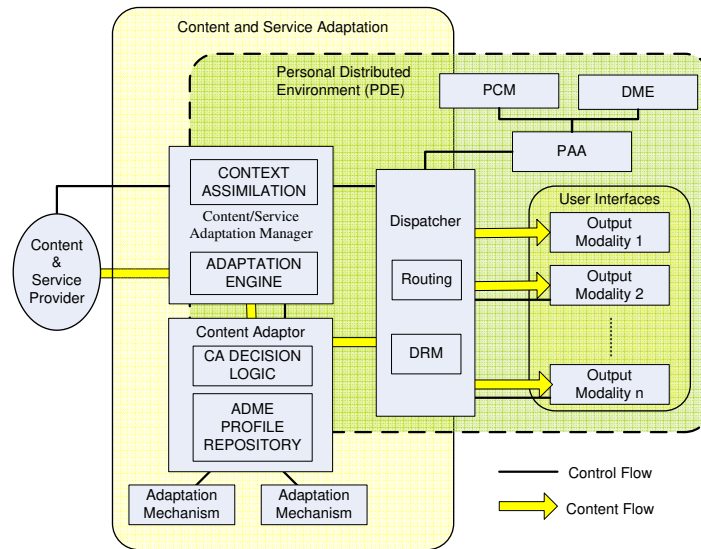 Content and Service Adaptation
Personal Distributed
Environment (PDE)
PCM
DME
PAA
CONTEXT
ASSIMILATION
Content/Service
Adaptation Manager
ADAPTATION
ENGINE
Content
&
Service
Provider
Dispatcher
Routing
DRM
User Interfaces
Output
Modality 1
Output
Modality 2
Output
Modality n
Content Adaptor
CA DECISION
LOGIC
ADME
PROFILE
REPOSITORY
Adaptation
Mechanism
Adaptation
Mechanism
Control Flow
Content Flow